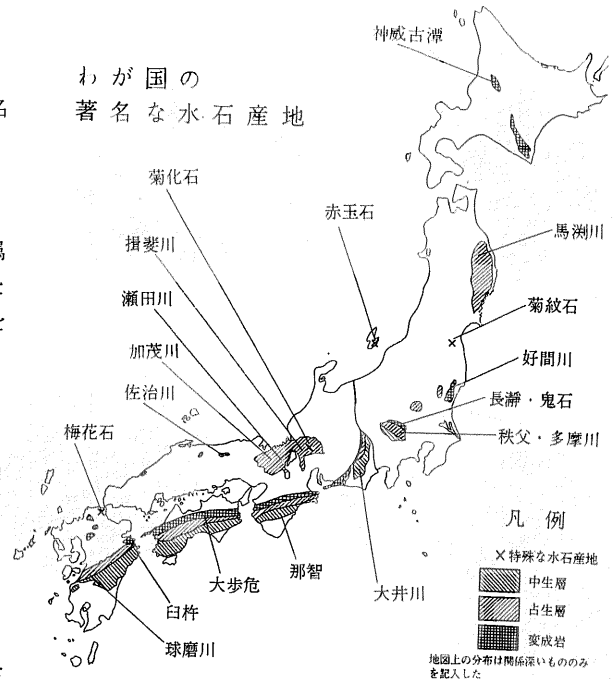 わが国の
著名な水石産地
神威古潭
菊化石
赤玉石
馬渕川
揖斐川
瀬田川
菊紋石
加茂川
好間川
佐治川
長瀞・鬼石
梅花石
秩父・多摩川
大歩危
那智
大井川
臼杵
球磨川
凡例
×特殊な水石産地
中生層
古生層
変成岩
地図上の分布は関係深いもののみ
を記入した